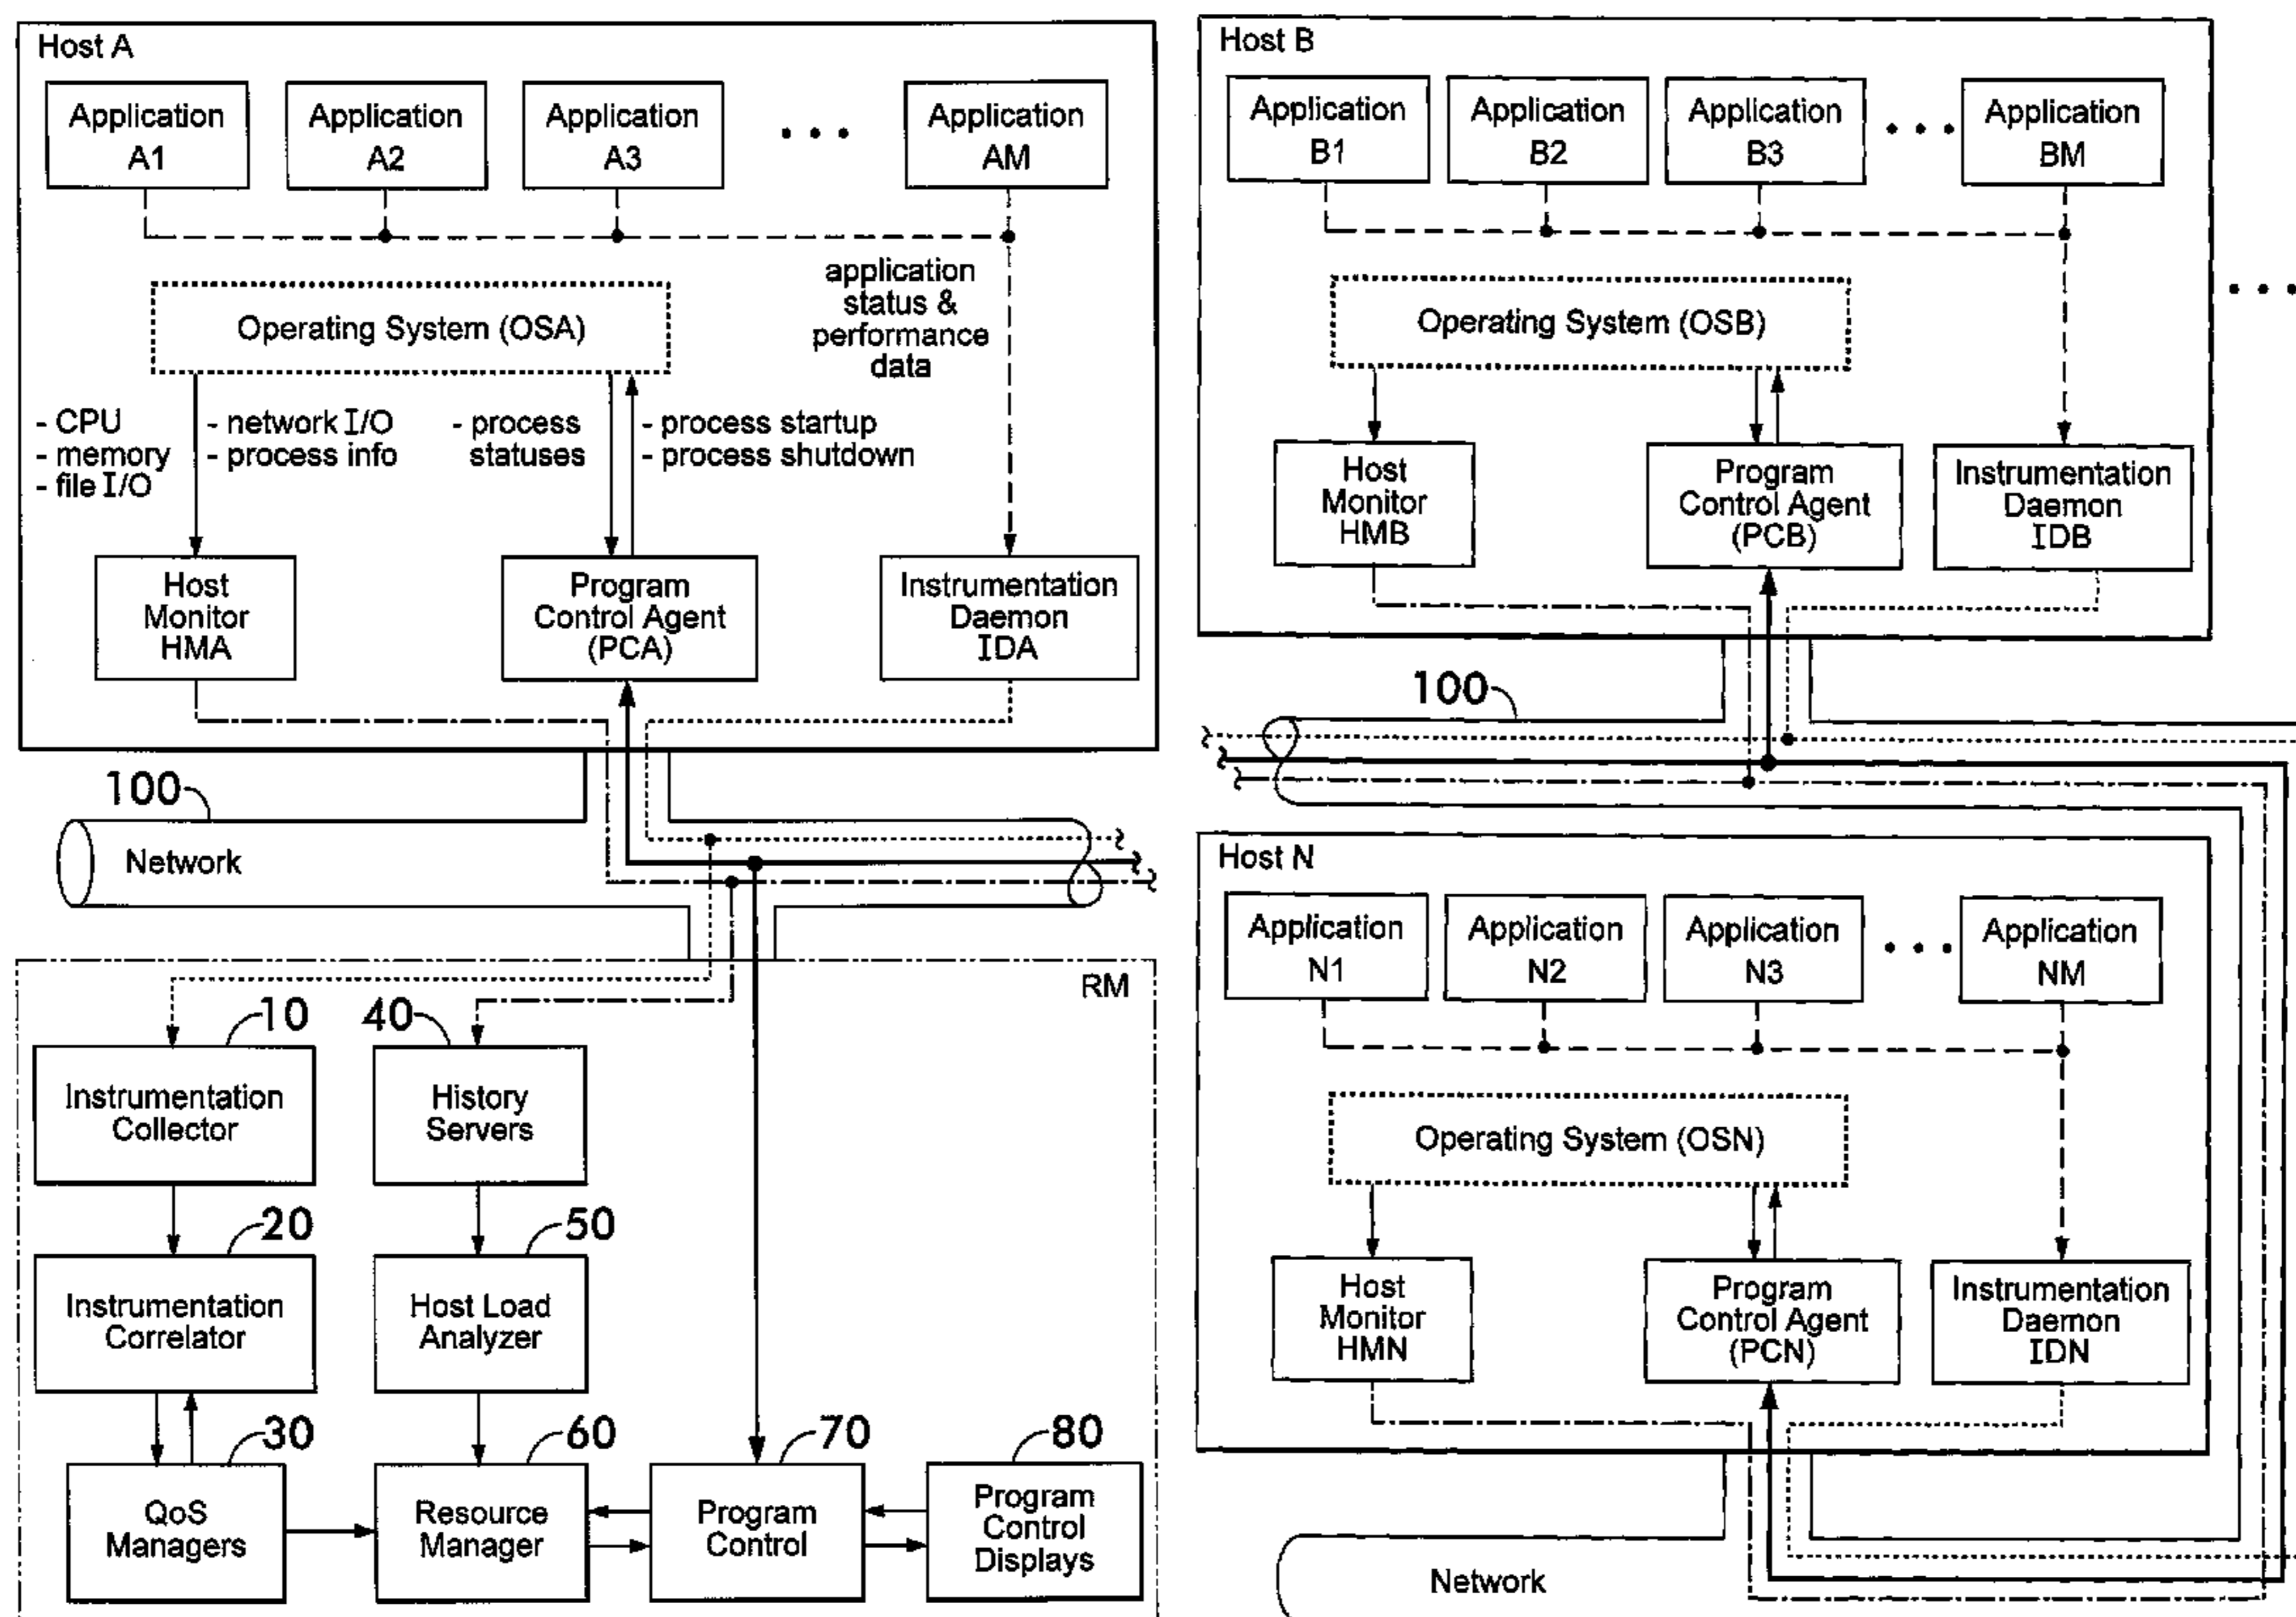 Host A
Application
A1
Application
A2
Application
A3
• • •
Application
AM
application
status &
performance
data
Operating System (OSA)
- CPU
- memory
- file I/O
- network I/O
- process info
- process
statuses
- process startup
- process shutdown
Host
Monitor
HMA
Program
Control Agent
(PCA)
Instrumentation
Daemon
IDA
100
Network
RM
10
Instrumentation
Collector
40
History
Servers
20
Instrumentation
Correlator
50
Host Load
Analyzer
30
QoS
Managers
60
Resource
Manager
70
Program
Control
80
Program
Control
Displays
Host B
Application
B1
Application
B2
Application
B3
• • •
Application
BM
Operating System (OSB)
• • •
Host
Monitor
HMB
Program
Control Agent
(PCB)
Instrumentation
Daemon
IDB
100
Host N
Application
N1
Application
N2
Application
N3
• • •
Application
NM
Operating System (OSN)
Host
Monitor
HMN
Program
Control Agent
(PCN)
Instrumentation
Daemon
IDN
Network